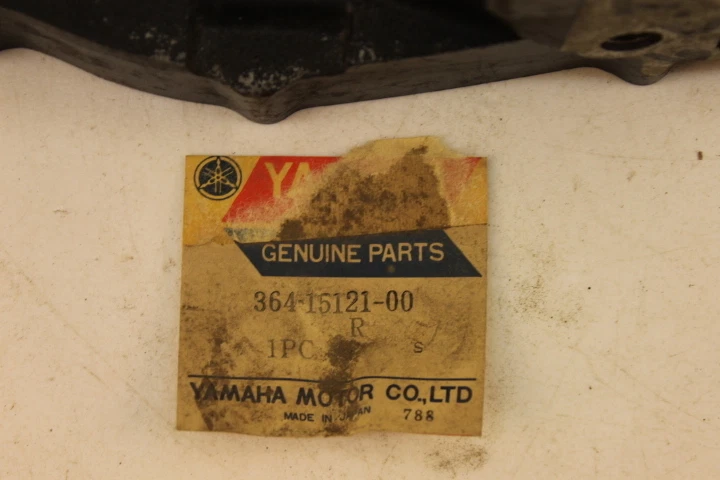 YA
GENUINE PARTS
364-15121-00
R
1PC s
YAMAHA MOTOR CO.,LTD
MADE IN JAPAN 788